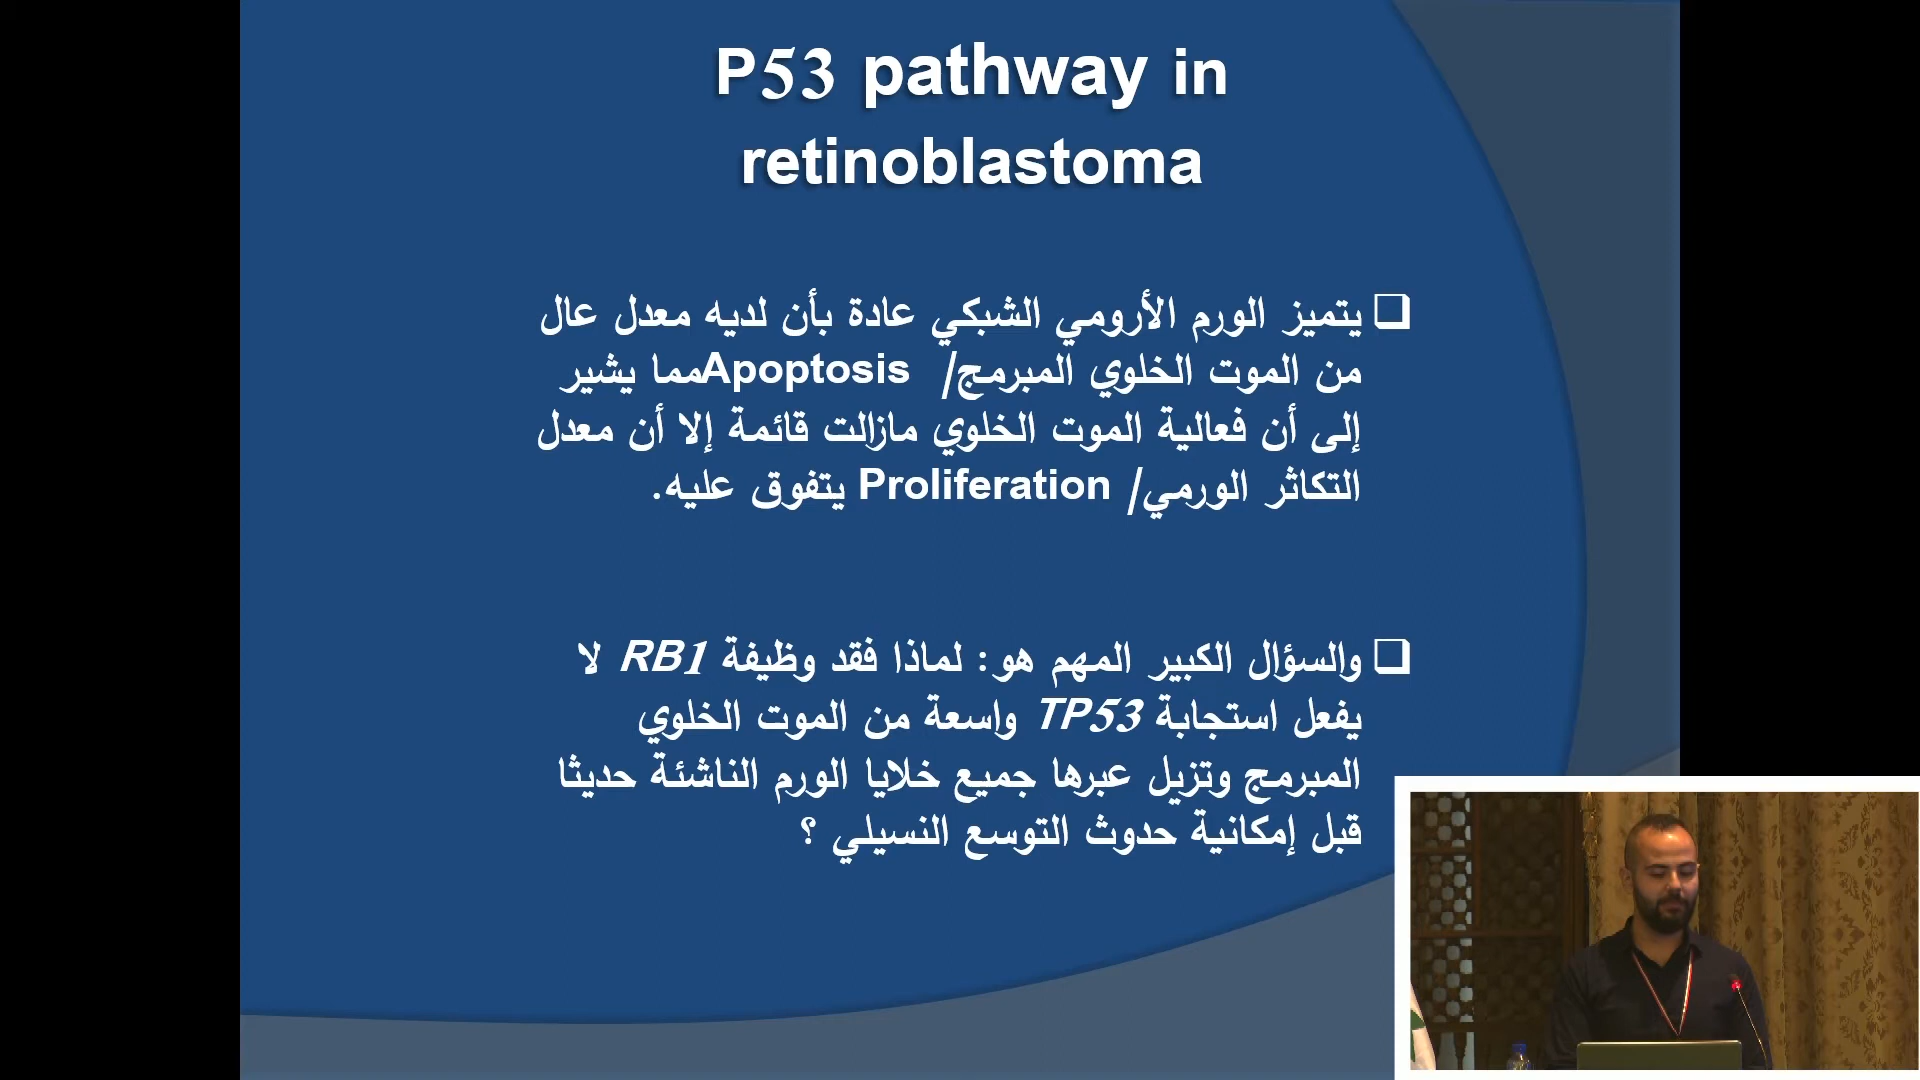 P53 pathway in
retinoblastoma
يتميز الورم الأرومي الشبكي عادة بأن لديه معدل عال
من الموت الخلوي المبرمج/ Apoptosisمما يشير
إلى أن فعالية الموت الخلوي مازالت قائمة إلا أن معدل
التكاثر الورمي/ Proliferation يتفوق عليه.
والسؤال الكبير المهم هو: لماذا فقد وظيفة RB1 لا
يفعل استجابة TP53 واسعة من الموت الخلوي
المبرمج وتزيل عبرها جميع خلايا الورم الناشئة حديثا
قبل إمكانية حدوث التوسع النسيلي ؟